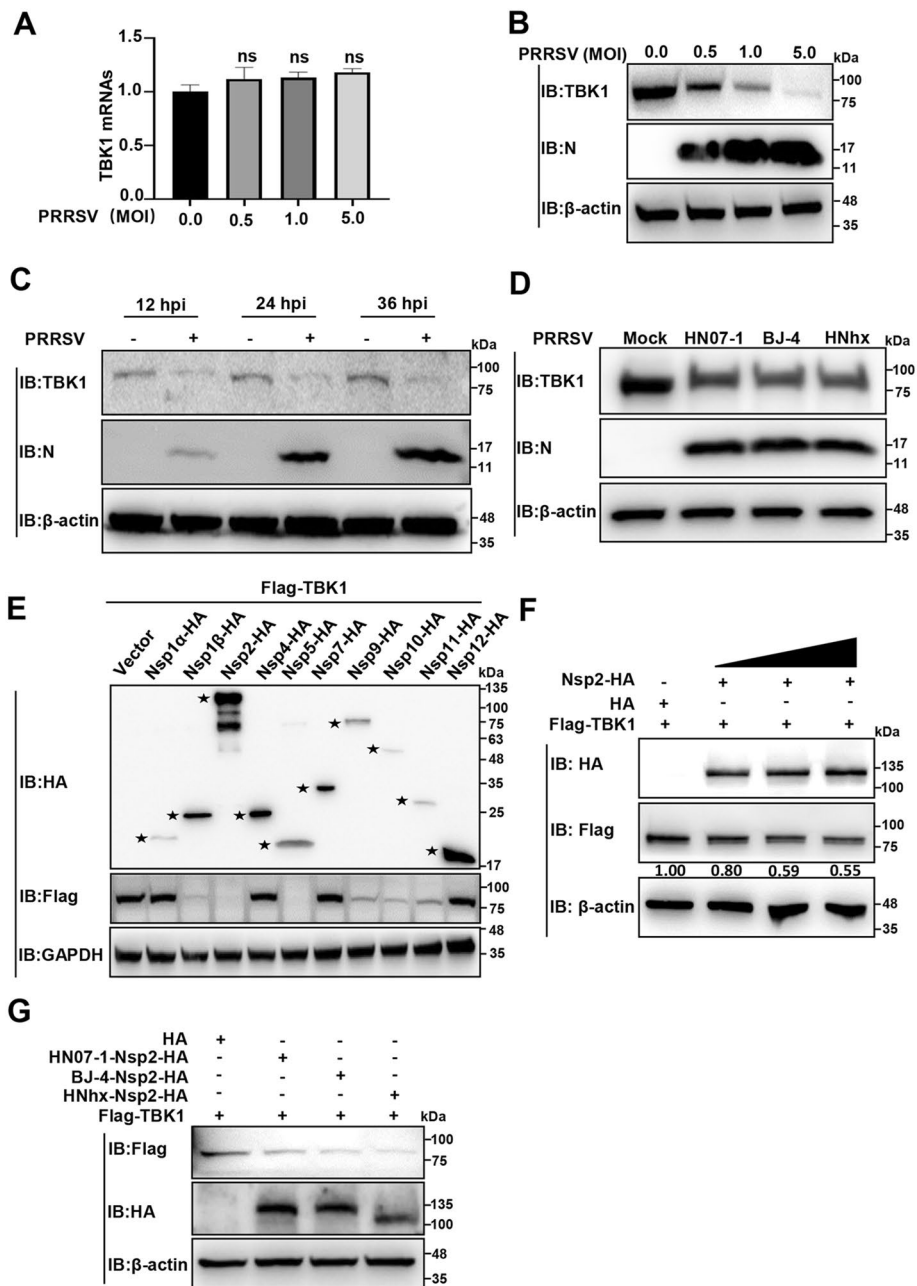 A
TBK1 mRNAs
1.5
1.0
0.5
0.0
ns ns ns
PRRSV (MOI) 0.0 0.5 1.0 5.0
B
PRRSV (MOI) 0.0 0.5 1.0 5.0 kDa
IB:TBK1 100 75
IB:N 17 11
IB:β-actin 48 35
C
12 hpi 24 hpi 36 hpi
PRRSV - + - + - + kDa
IB:TBK1 100 75
IB:N 17 11
IB:β-actin 48 35
D
PRRSV Mock HN07-1 BJ-4 HNhx kDa
IB:TBK1 100 75
IB:N 17 11
IB:β-actin 48 35
E
Flag-TBK1
Vector Nsp1α-HA Nsp1β-HA Nsp2-HA Nsp4-HA Nsp5-HA Nsp7-HA Nsp9-HA Nsp10-HA Nsp11-HA Nsp12-HA
kDa
IB:HA 135 100 75 63 48 35 25 17
IB:Flag 100 75
IB:GAPDH 48 35
F
Nsp2-HA - + + +
HA + - - -
Flag-TBK1 + + + + kDa
IB: HA 135 100
IB: Flag 100 75
1.00 0.80 0.59 0.55
IB: β-actin 48 35
G
HA + - - -
HN07-1-Nsp2-HA - + - -
BJ-4-Nsp2-HA - - + -
HNhx-Nsp2-HA - - - +
Flag-TBK1 + + + + kDa
IB:Flag 100 75
IB:HA 135 100
IB:β-actin 48 35